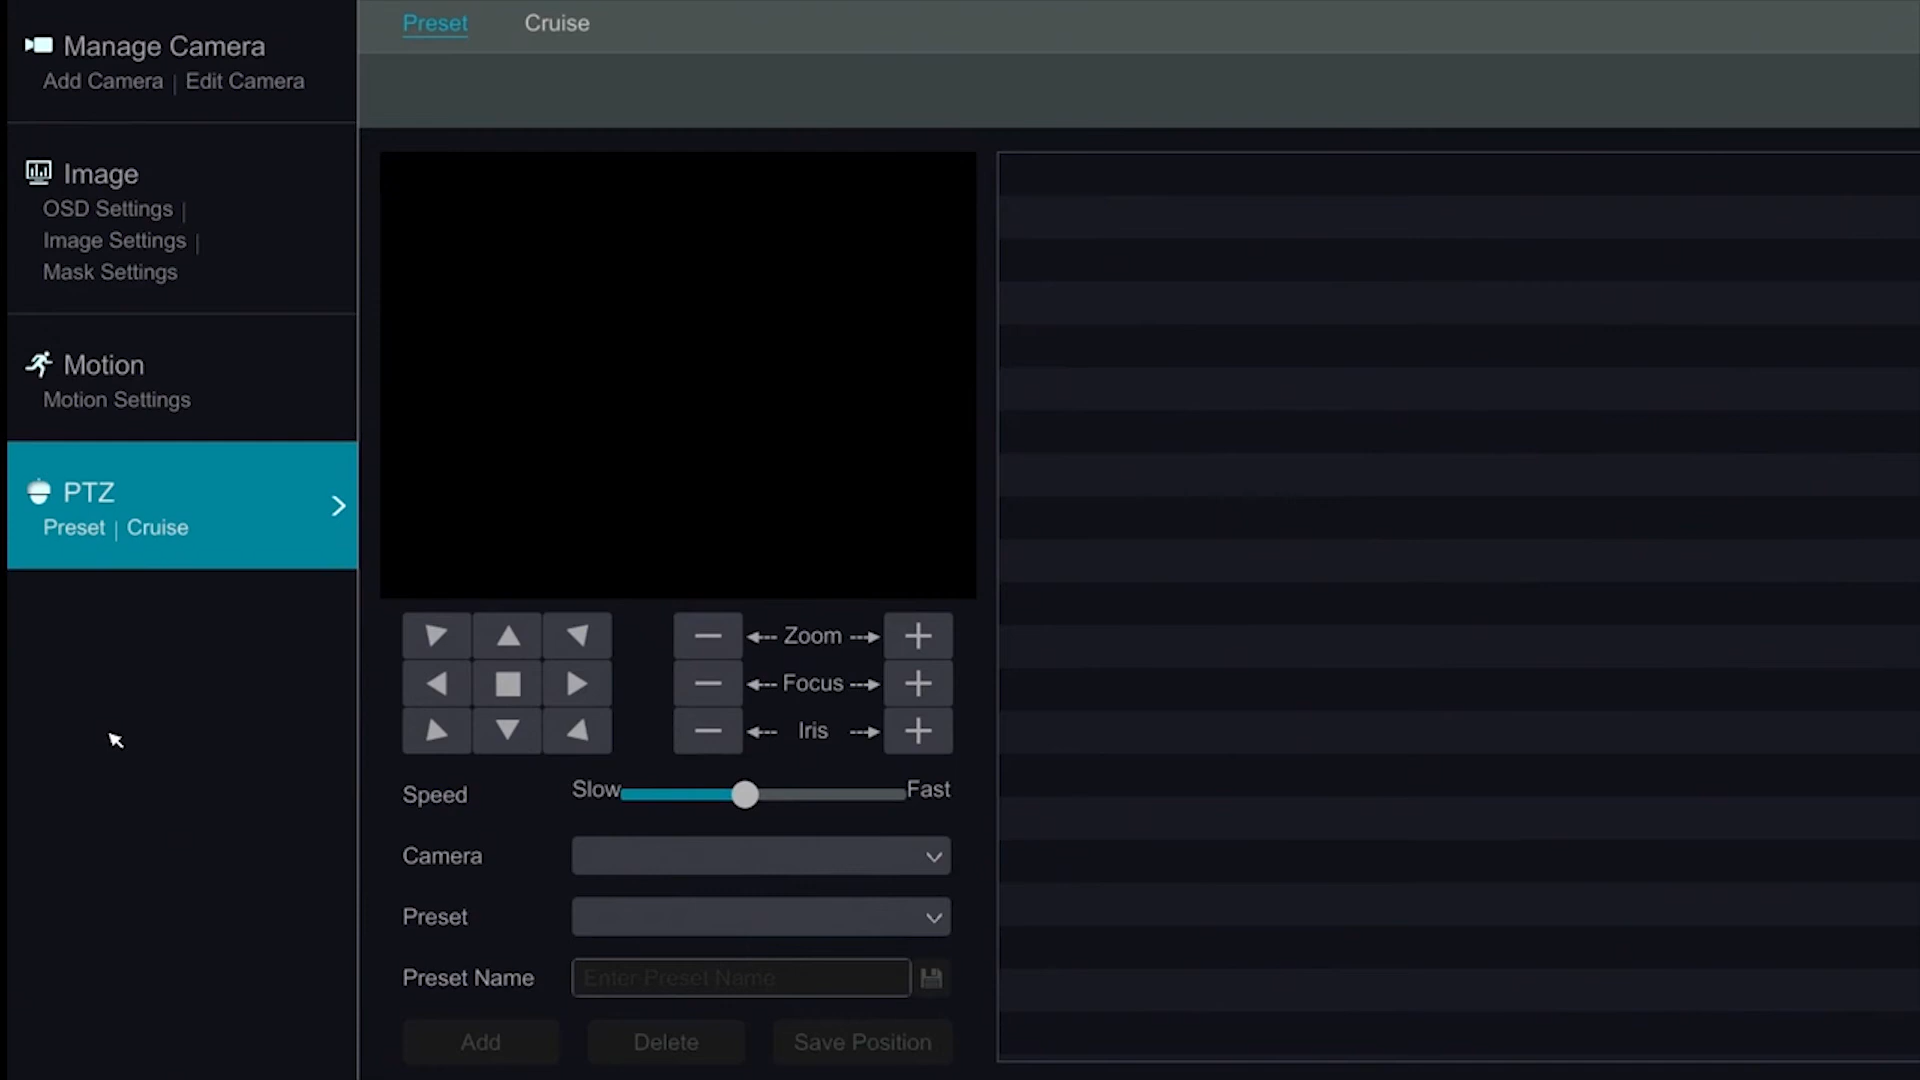 Preset Cruise
Manage Camera
Add Camera | Edit Camera
Image
OSD Settings |
Image Settings |
Mask Settings
Motion
Motion Settings
PTZ
Preset | Cruise
Zoom
Focus
Iris
Speed Slow Fast
Camera
Preset
Preset Name Enter Preset Name
Add Delete Save Position